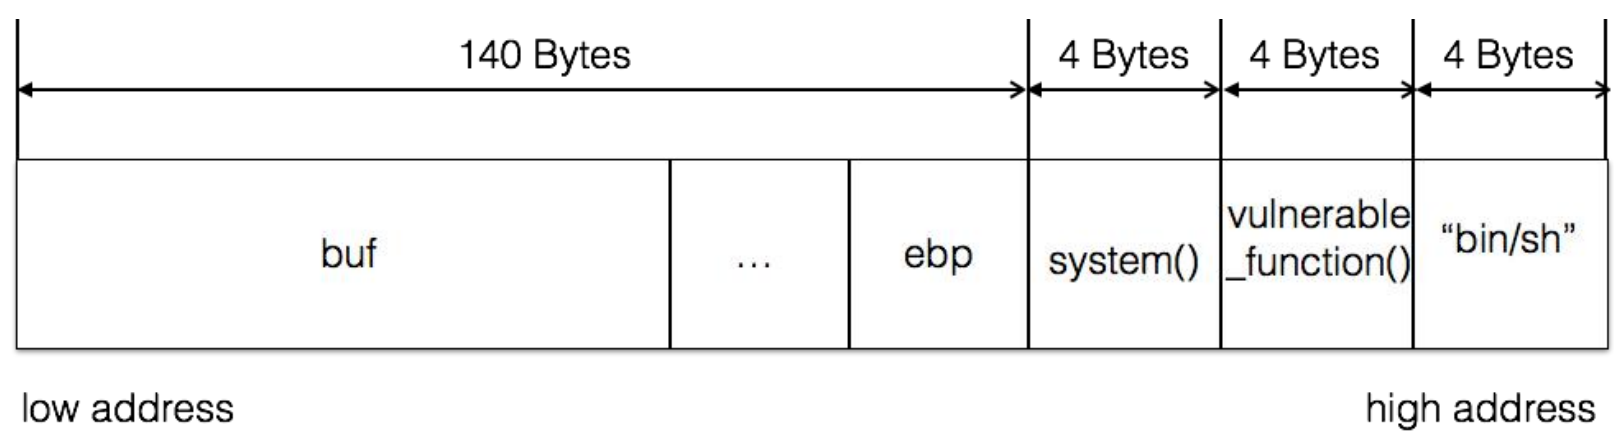 140 Bytes
4 Bytes
4 Bytes
4 Bytes
buf
...
ebp
system()
vulnerable
_function()
“bin/sh”
low address
high address